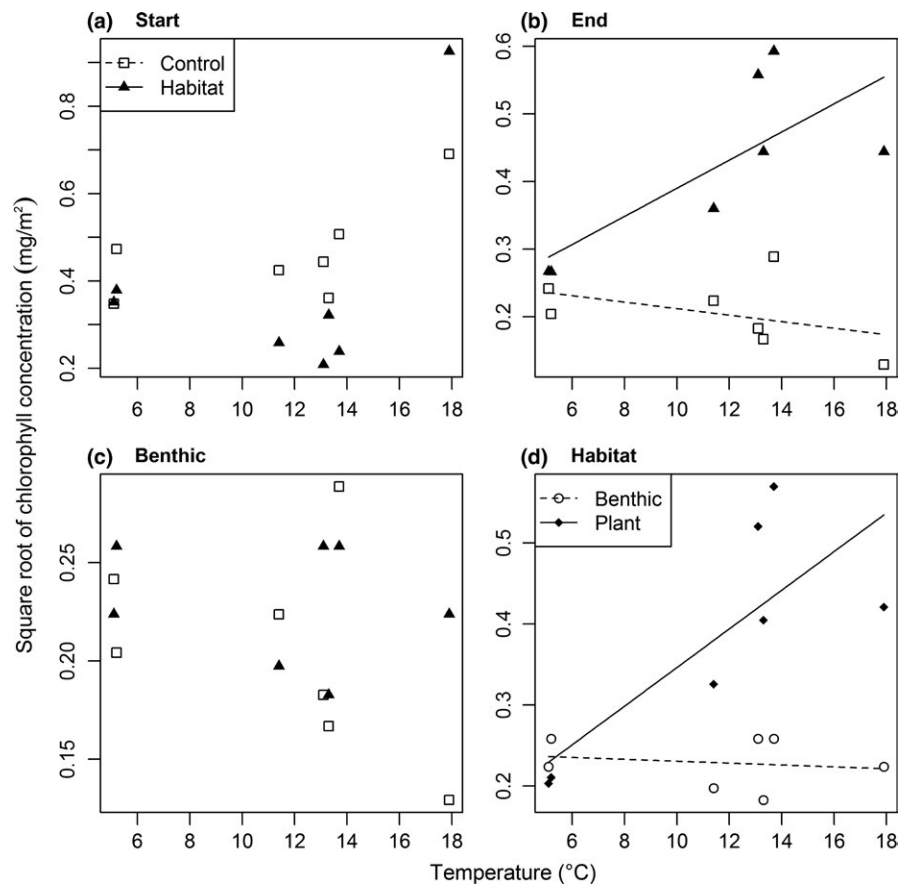 (a) Start
Control
Habitat
0.8
0.6
0.4
0.2
6 8 10 12 14 16 18
(b) End
0.6
0.5
0.4
0.3
0.2
6 8 10 12 14 16 18
(c) Benthic
0.25
0.20
0.15
6 8 10 12 14 16 18
(d) Habitat
Benthic
Plant
0.5
0.4
0.3
0.2
6 8 10 12 14 16 18
Square root of chlorophyll concentration (mg/m²)
Temperature (°C)